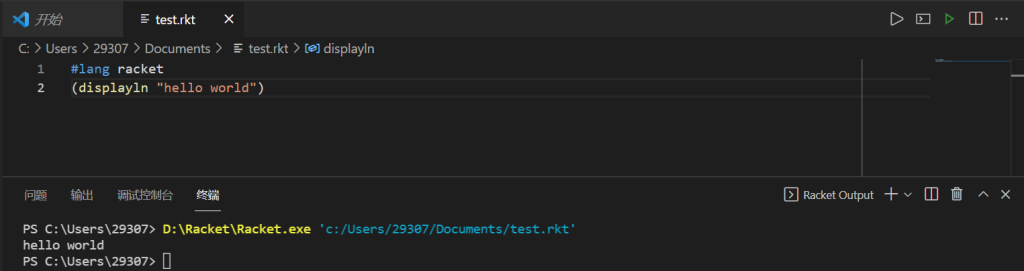 开始 test.rkt
C: > Users > 29307 > Documents > test.rkt > displayln
1 #lang racket
2 (displayln "hello world")
问题 输出 调试控制台 终端 Racket Output
PS C:\Users\29307> D:\Racket\Racket.exe 'c:/Users/29307/Documents/test.rkt'
hello world
PS C:\Users\29307>